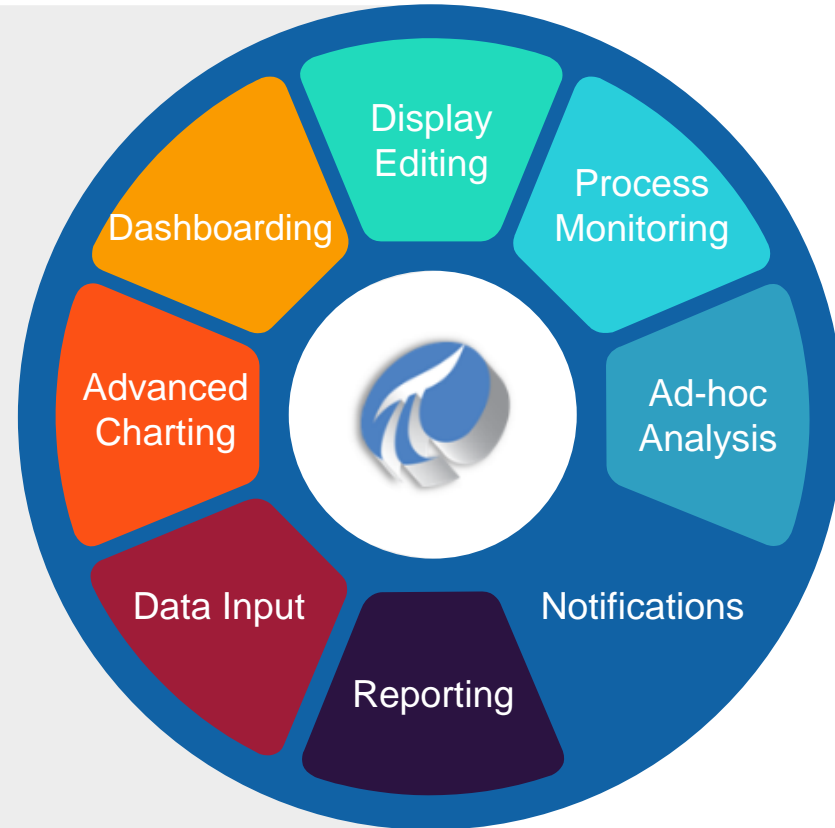 Display
Editing
Process
Monitoring
Ad-hoc
Analysis
Notifications
Reporting
Data Input
Advanced
Charting
Dashboarding